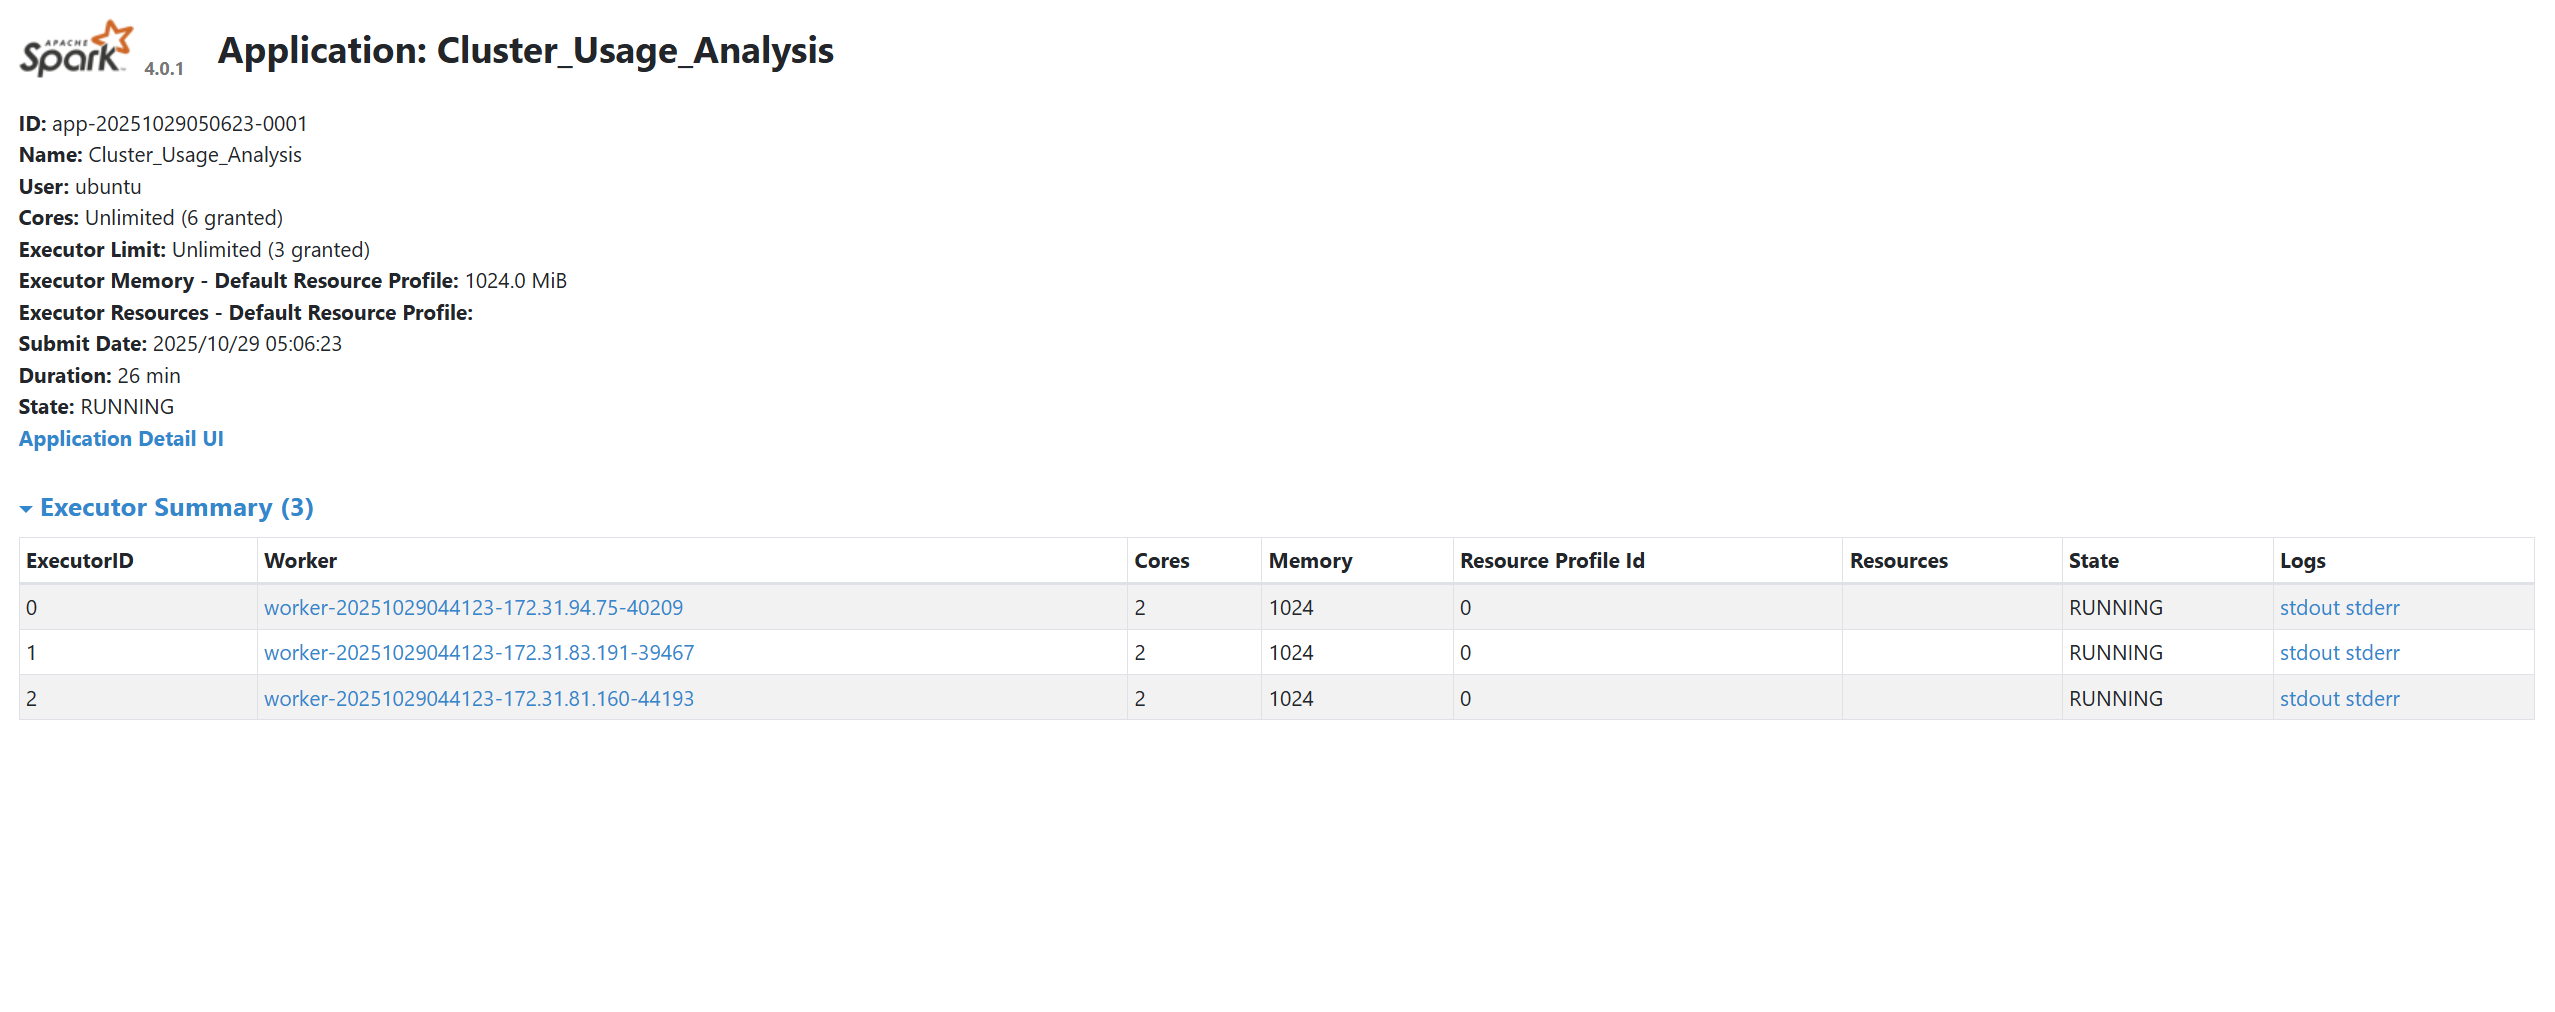 APACHE
Spark™ 4.0.1 Application: Cluster_Usage_Analysis
ID: app-20251029050623-0001
Name: Cluster_Usage_Analysis
User: ubuntu
Cores: Unlimited (6 granted)
Executor Limit: Unlimited (3 granted)
Executor Memory - Default Resource Profile: 1024.0 MiB
Executor Resources - Default Resource Profile:
Submit Date: 2025/10/29 05:06:23
Duration: 26 min
State: RUNNING
Application Detail UI
Executor Summary (3)
ExecutorID Worker Cores Memory Resource Profile Id Resources State Logs
0 worker-20251029044123-172.31.94.75-40209 2 1024 0 RUNNING stdout stderr
1 worker-20251029044123-172.31.83.191-39467 2 1024 0 RUNNING stdout stderr
2 worker-20251029044123-172.31.81.160-44193 2 1024 0 RUNNING stdout stderr